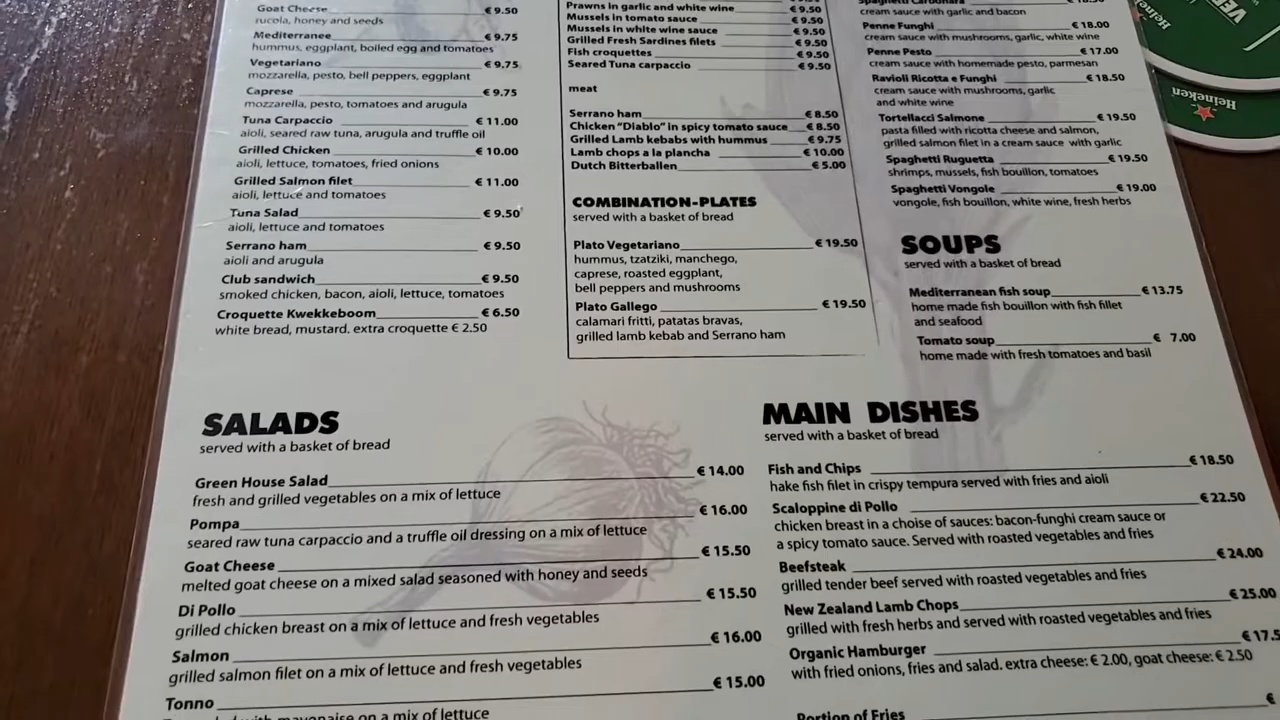 Goat Cheese € 9.50
rucola, honey and seeds
Mediterranee € 9.75
hummus, eggplant, boiled egg and tomatoes
Vegetariano € 9.75
mozzarella, pesto, bell peppers, eggplant
Caprese € 9.75
mozzarella, pesto, tomatoes and arugula
Tuna Carpaccio € 11.00
aioli, seared raw tuna, arugula and truffle oil
Grilled Chicken € 10.00
aioli, lettuce, tomatoes, fried onions
Grilled Salmon filet € 11.00
aioli, lettuce and tomatoes
Tuna Salad € 9.50
aioli, lettuce and tomatoes
Serrano ham € 9.50
aioli and arugula
Club sandwich € 9.50
smoked chicken, bacon, aioli, lettuce, tomatoes
Croquette Kwekkeboom € 6.50
white bread, mustard. extra croquette € 2.50
Prawns in garlic and white wine € 9.50
Mussels in tomato sauce € 9.50
Mussels in white wine sauce € 9.50
Grilled Fresh Sardines filets € 9.50
Fish croquettes € 9.50
Seared Tuna carpaccio € 9.50
meat
Serrano ham € 8.50
Chicken "Diablo" in spicy tomato sauce € 8.50
Grilled Lamb kebabs with hummus € 9.75
Lamb chops a la plancha € 10.00
Dutch Bitterballen € 5.00
COMBINATION-PLATES
served with a basket of bread
Plato Vegetariano € 19.50
hummus, tzatziki, manchego,
caprese, roasted eggplant,
bell peppers and mushrooms
Plato Gallego € 19.50
calamari fritti, patatas bravas,
grilled lamb kebab and Serrano ham
Spaghetti Carbonara € 18.50
cream sauce with garlic and bacon
Penne Funghi € 18.00
cream sauce with mushrooms, garlic, white wine
Penne Pesto € 17.00
cream sauce with homemade pesto, parmesan
Ravioli Ricotta e Funghi € 18.50
cream sauce with mushrooms, garlic
and white wine
Tortellacci Salmone € 19.50
pasta filled with ricotta cheese and salmon,
grilled salmon filet in a cream sauce with garlic
Spaghetti Ruguetta € 19.50
shrimps, mussels, fish bouillon, tomatoes
Spaghetti Vongole € 19.00
vongole, fish bouillon, white wine, fresh herbs
SOUPS
served with a basket of bread
Mediterranean fish soup € 13.75
home made fish bouillon with fish fillet
and seafood
Tomato soup € 7.00
home made with fresh tomatoes and basil
SALADS
served with a basket of bread
Green House Salad € 14.00
fresh and grilled vegetables on a mix of lettuce
Pompa € 16.00
seared raw tuna carpaccio and a truffle oil dressing on a mix of lettuce
Goat Cheese € 15.50
melted goat cheese on a mixed salad seasoned with honey and seeds
Di Pollo € 15.50
grilled chicken breast on a mix of lettuce and fresh vegetables
Salmon € 16.00
grilled salmon filet on a mix of lettuce and fresh vegetables
Tonno € 15.00
with mayonaise on a mix of lettuce
MAIN DISHES
served with a basket of bread
Fish and Chips € 18.50
hake fish filet in crispy tempura served with fries and aioli
Scaloppine di Pollo € 22.50
chicken breast in a choise of sauces: bacon-funghi cream sauce or
a spicy tomato sauce. Served with roasted vegetables and fries
Beefsteak € 24.00
grilled tender beef served with roasted vegetables and fries
New Zealand Lamb Chops € 25.00
grilled with fresh herbs and served with roasted vegetables and fries
Organic Hamburger € 17.5
with fried onions, fries and salad. extra cheese: € 2.00, goat cheese: € 2.50
Portion of Fries €
Heineken